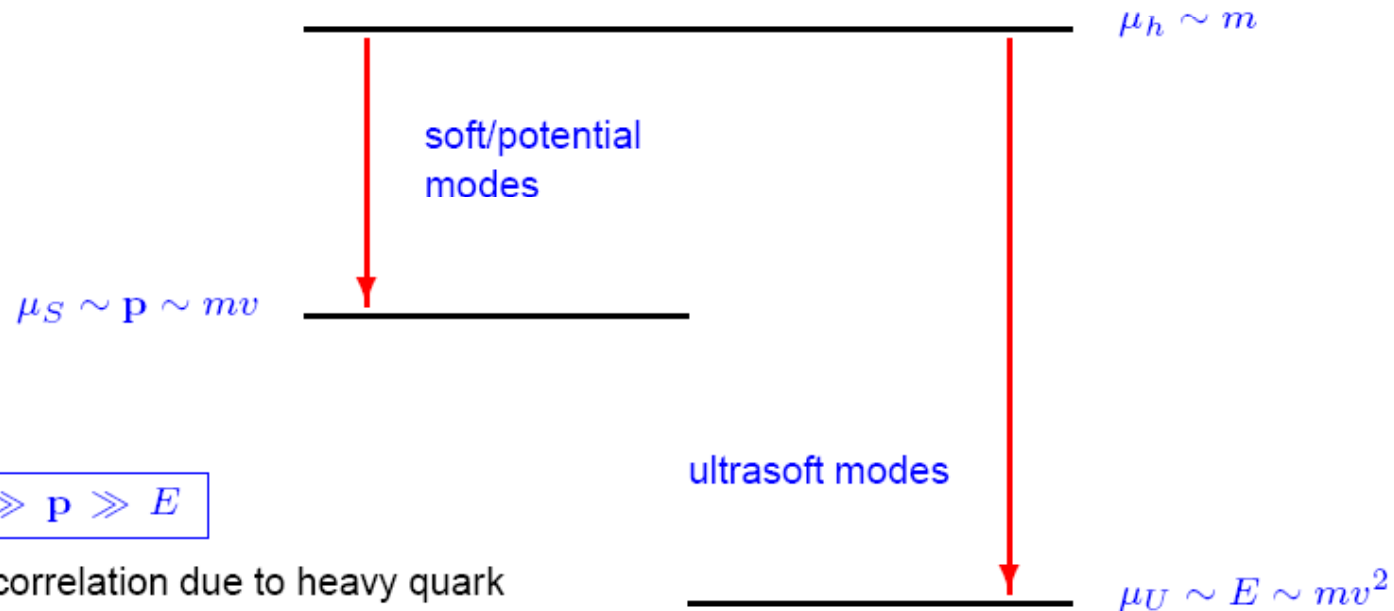 μ_h ∼ m
soft/potential
modes
μ_S ∼ p ∼ mv
ultrasoft modes
≫ p ≫ E
correlation due to heavy quark
μ_U ∼ E ∼ mv²